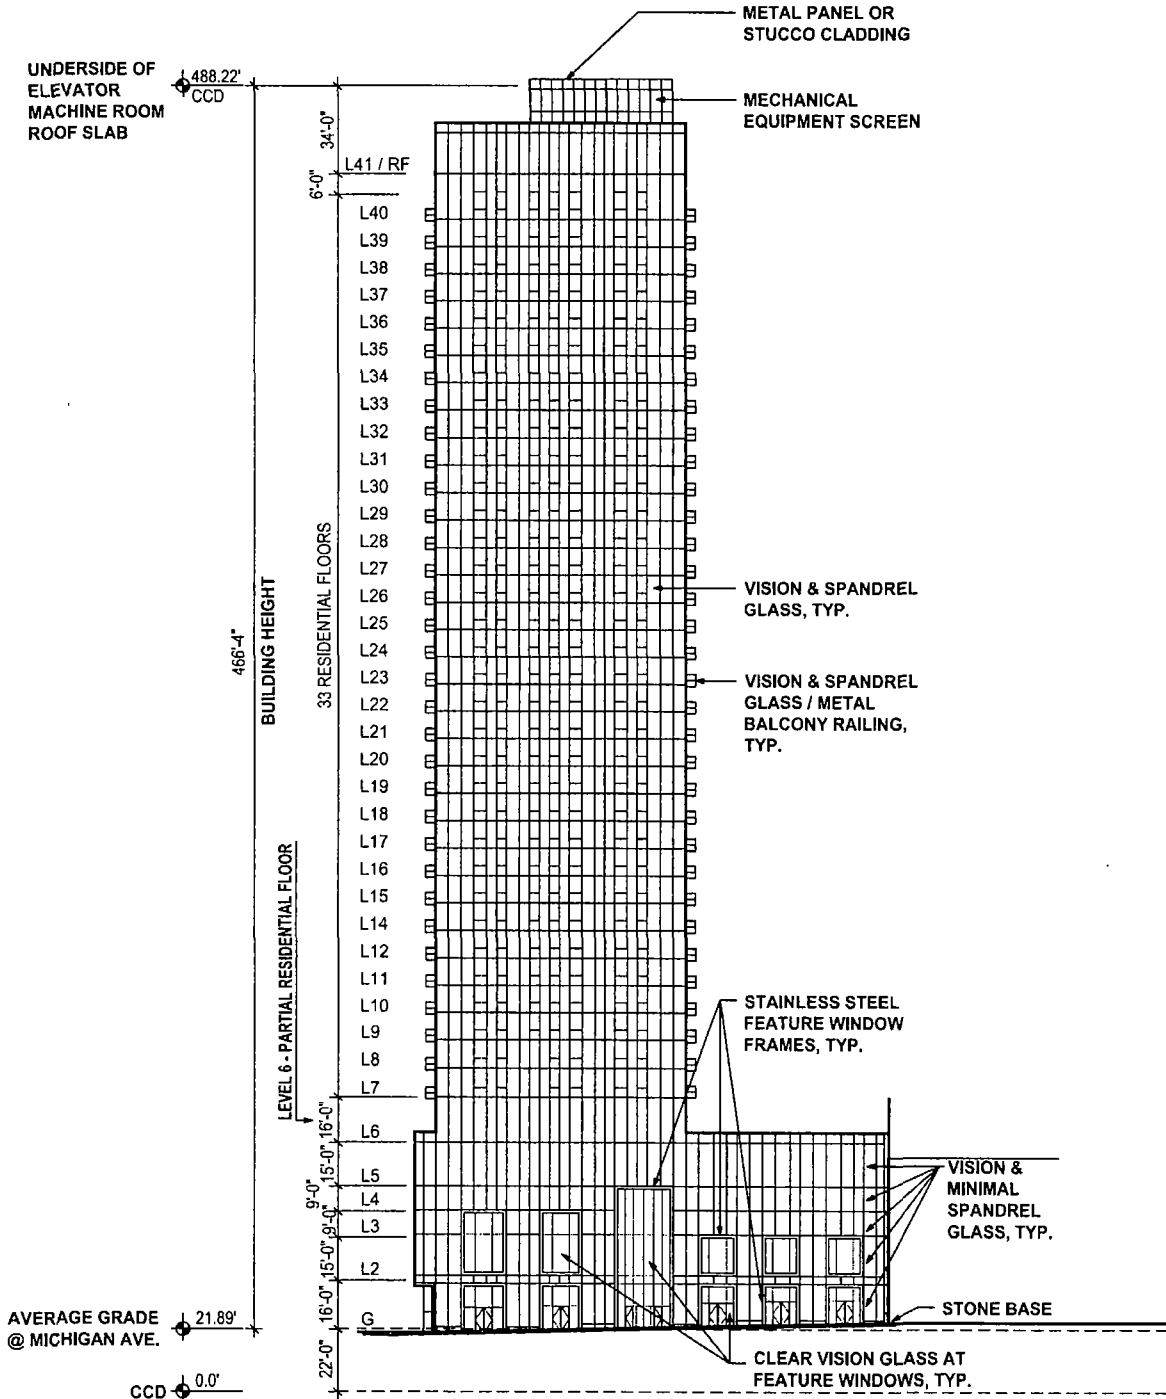 METAL PANEL OR
STUCCO CLADDING
UNDERSIDE OF
ELEVATOR
MACHINE ROOM
ROOF SLAB
488.22'
CCD
MECHANICAL
EQUIPMENT SCREEN
34'-0"
L41 / RF
6'-0"
L40
L39
L38
L37
L36
L35
L34
L33
L32
L31
L30
L29
L28
L27
L26
L25
L24
L23
L22
L21
L20
L19
L18
L17
L16
L15
L14
L12
L11
L10
L9
L8
L7
33 RESIDENTIAL FLOORS
BUILDING HEIGHT
466'-4"
VISION & SPANDREL
GLASS, TYP.
VISION & SPANDREL
GLASS / METAL
BALCONY RAILING,
TYP.
LEVEL 6 - PARTIAL RESIDENTIAL FLOOR
STAINLESS STEEL
FEATURE WINDOW
FRAMES, TYP.
16'-0"
L6
15'-0"
L5
9'-0"
L4
9'-0"
L3
15'-0"
L2
16'-0"
G
22'-0"
VISION &
MINIMAL
SPANDREL
GLASS, TYP.
STONE BASE
AVERAGE GRADE
@ MICHIGAN AVE.
21.89'
CLEAR VISION GLASS AT
FEATURE WINDOWS, TYP.
CCD
0.0'